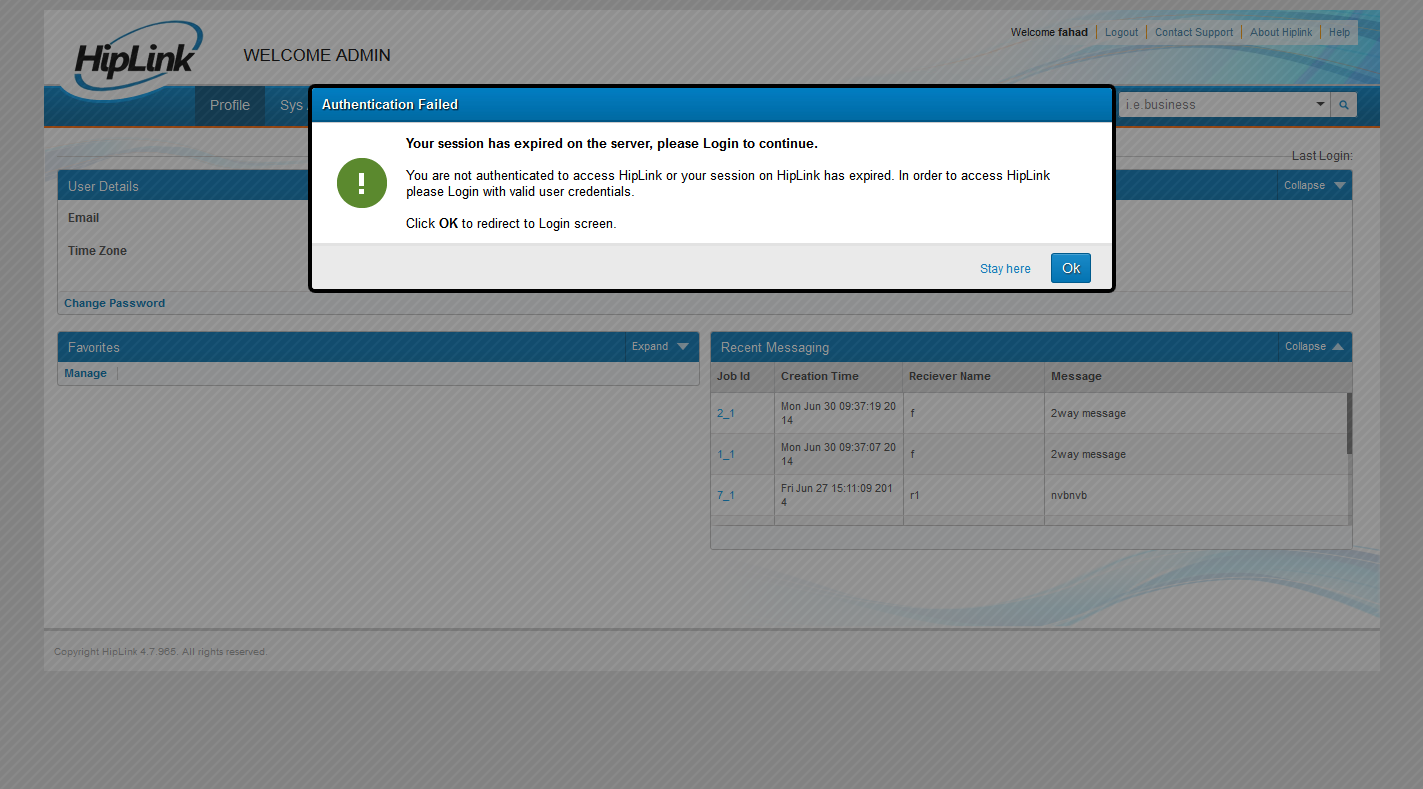 HipLink
WELCOME ADMIN
Welcome fahad
Logout
Contact Support
About Hiplink
Help
Profile
Sys
i.e.business
Last Login:
Authentication Failed
Your session has expired on the server, please Login to continue.
You are not authenticated to access HipLink or your session on HipLink has expired. In order to access HipLink
please Login with valid user credentials.
Click OK to redirect to Login screen.
Stay here
Ok
User Details
Collapse
Email
Time Zone
Change Password
Favorites
Expand
Manage
Recent Messaging
Collapse
Job Id
Creation Time
Reciever Name
Message
2_1
Mon Jun 30 09:37:19 20
14
f
2way message
1_1
Mon Jun 30 09:37:07 20
14
f
2way message
7_1
Fri Jun 27 15:11:09 201
4
r1
nvbnvb
Copyright HipLink 4.7.965. All rights reserved.